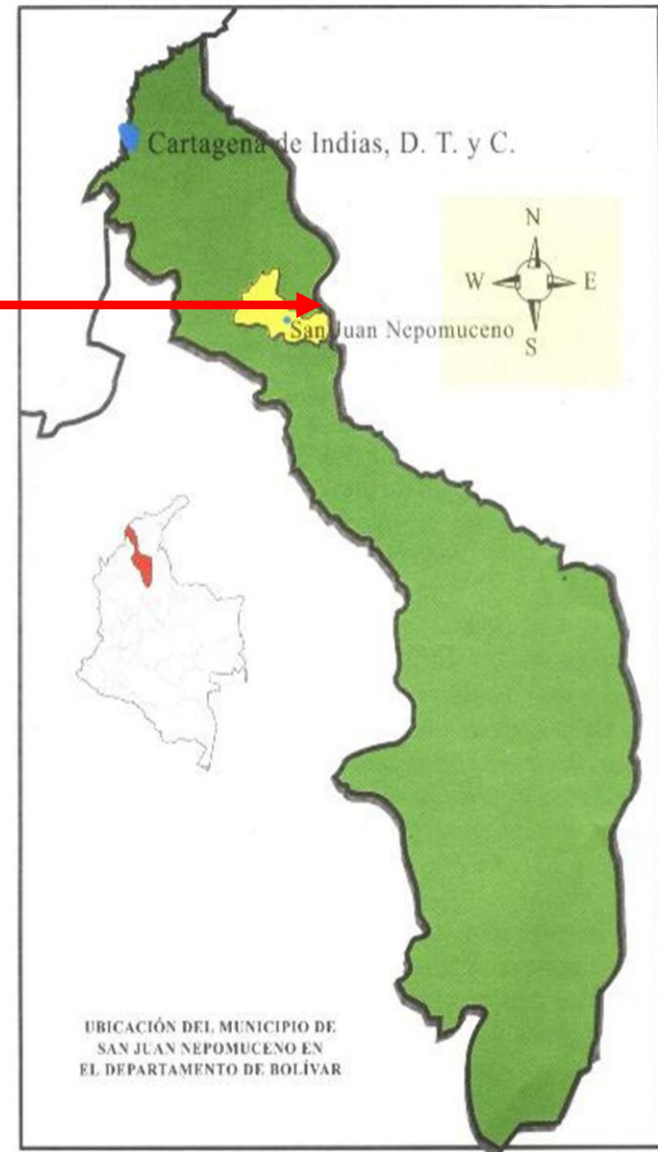 Cartagena de Indias, D. T. y C.
N
W E
S
San Juan Nepomuceno
UBICACIÓN DEL MUNICIPIO DE
SAN JUAN NEPOMUCENO EN
EL DEPARTAMENTO DE BOLÍVAR